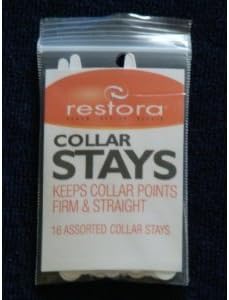 restora
COLLAR
STAYS
KEEPS COLLAR POINTS
FIRM & STRAIGHT
16 ASSORTED COLLAR STAYS